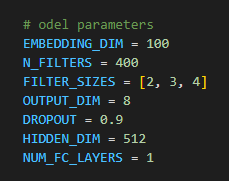 # odel parameters
EMBEDDING_DIM = 100
N_FILTERS = 400
FILTER_SIZES = [2, 3, 4]
OUTPUT_DIM = 8
DROPOUT = 0.9
HIDDEN_DIM = 512
NUM_FC_LAYERS = 1